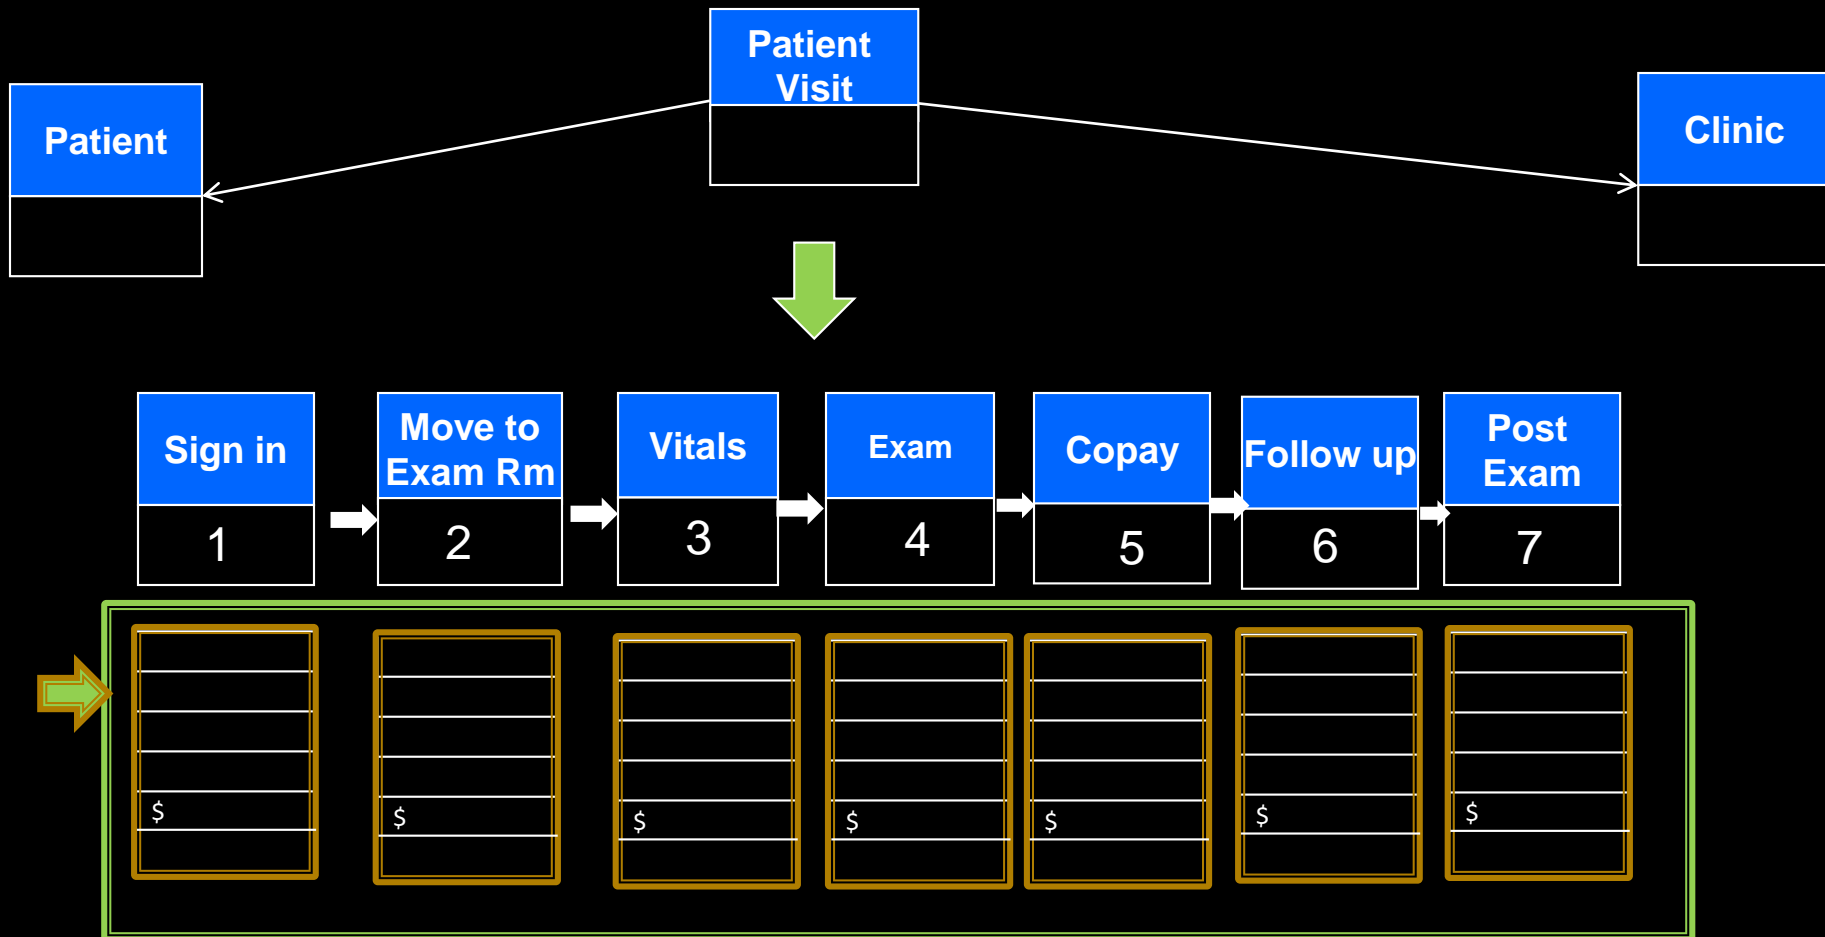 Patient
Visit
Patient
Clinic
Sign in
Move to
Exam Rm
Vitals
Exam
Copay
Follow up
Post
Exam
1
2
3
4
5
6
7
$
$
$
$
$
$
$